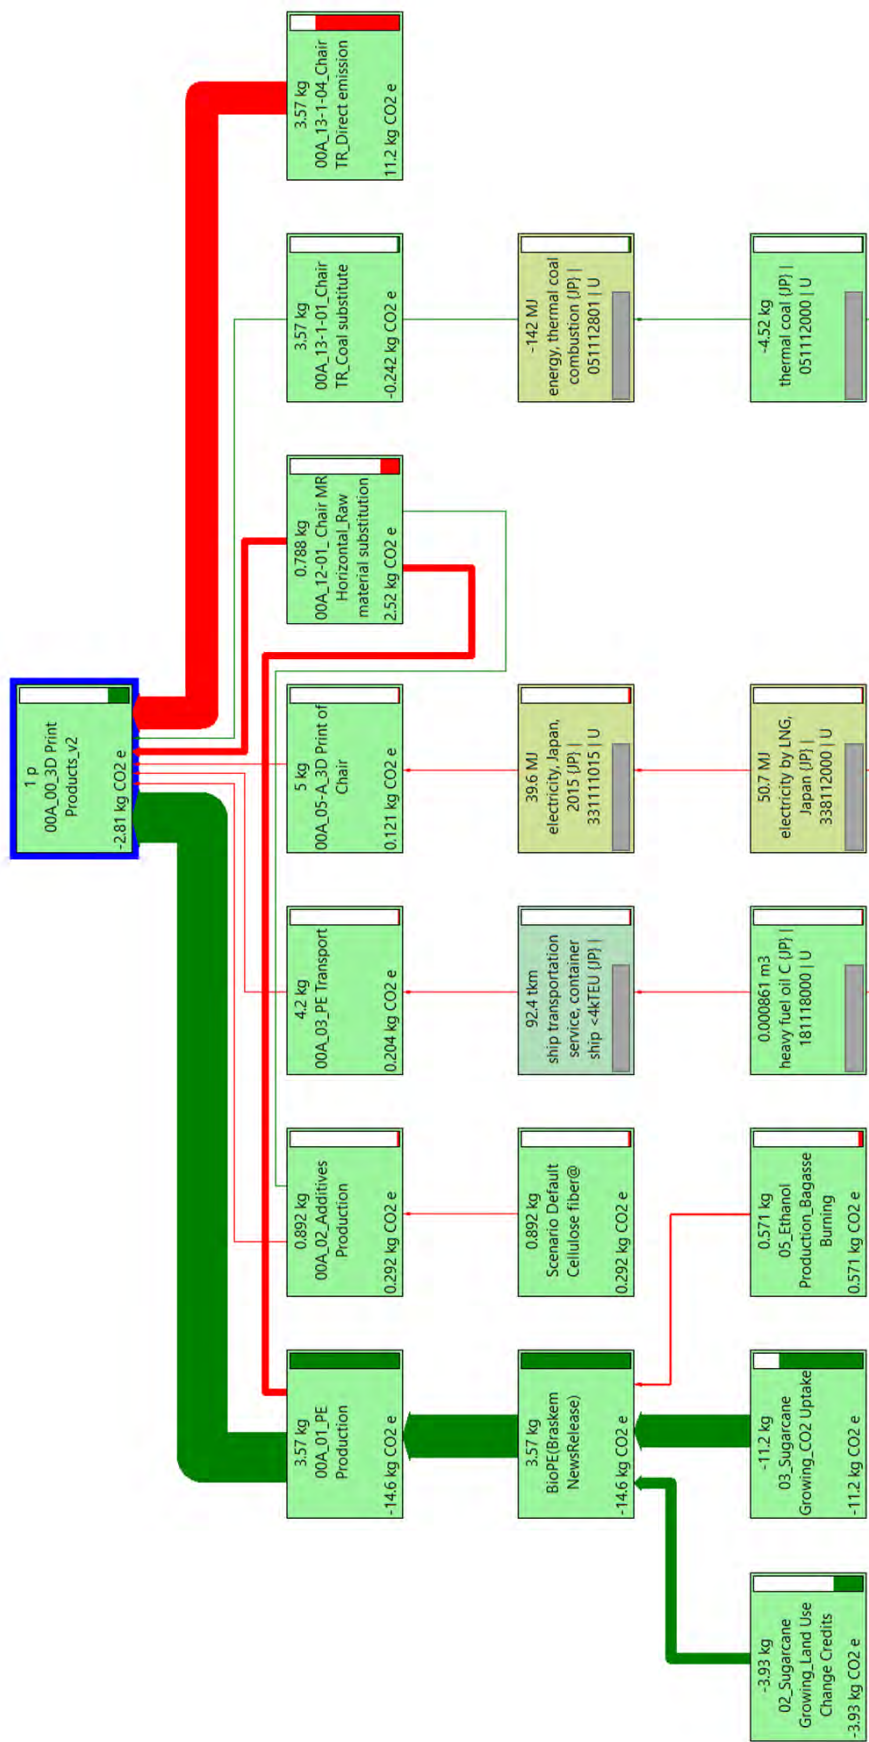 1 p
00A_00_3D Print
Products_v2
-2.81 kg CO2 e
3.57 kg
00A_01_PE
Production
-14.6 kg CO2 e
0.892 kg
00A_02_Additives
Production
0.292 kg CO2 e
4.2 kg
00A_03_PE Transport
0.204 kg CO2 e
5 kg
00A_05-A_3D Print of
Chair
0.121 kg CO2 e
0.788 kg
00A_12-01_ Chair MR
Horizontal_Raw
material substitution
2.52 kg CO2 e
3.57 kg
00A_13-1-01_Chair
TR_Coal substitute
-0.242 kg CO2 e
3.57 kg
00A_13-1-04_Chair
TR_Direct emission
11.2 kg CO2 e
3.57 kg
BioPE(Braskem
NewsRelease)
-14.6 kg CO2 e
0.892 kg
Scenario Default
Cellulose fiber@
0.292 kg CO2 e
92.4 tkm
ship transportation
service, container
ship <4kTEU {JP} |
39.6 MJ
electricity, Japan,
2015 {JP} |
331111015 | U
-142 MJ
energy, thermal coal
combustion {JP} |
051112801 | U
-3.93 kg
02_Sugarcane
Growing_Land Use
Change Credits
-3.93 kg CO2 e
-11.2 kg
03_Sugarcane
Growing_CO2 Uptake
-11.2 kg CO2 e
0.571 kg
05_Ethanol
Production_Bagasse
Burning
0.571 kg CO2 e
0.000861 m3
heavy fuel oil C {JP} |
181118000 | U
50.7 MJ
electricity by LNG,
Japan {JP} |
338112000 | U
-4.52 kg
thermal coal {JP} |
051112000 | U